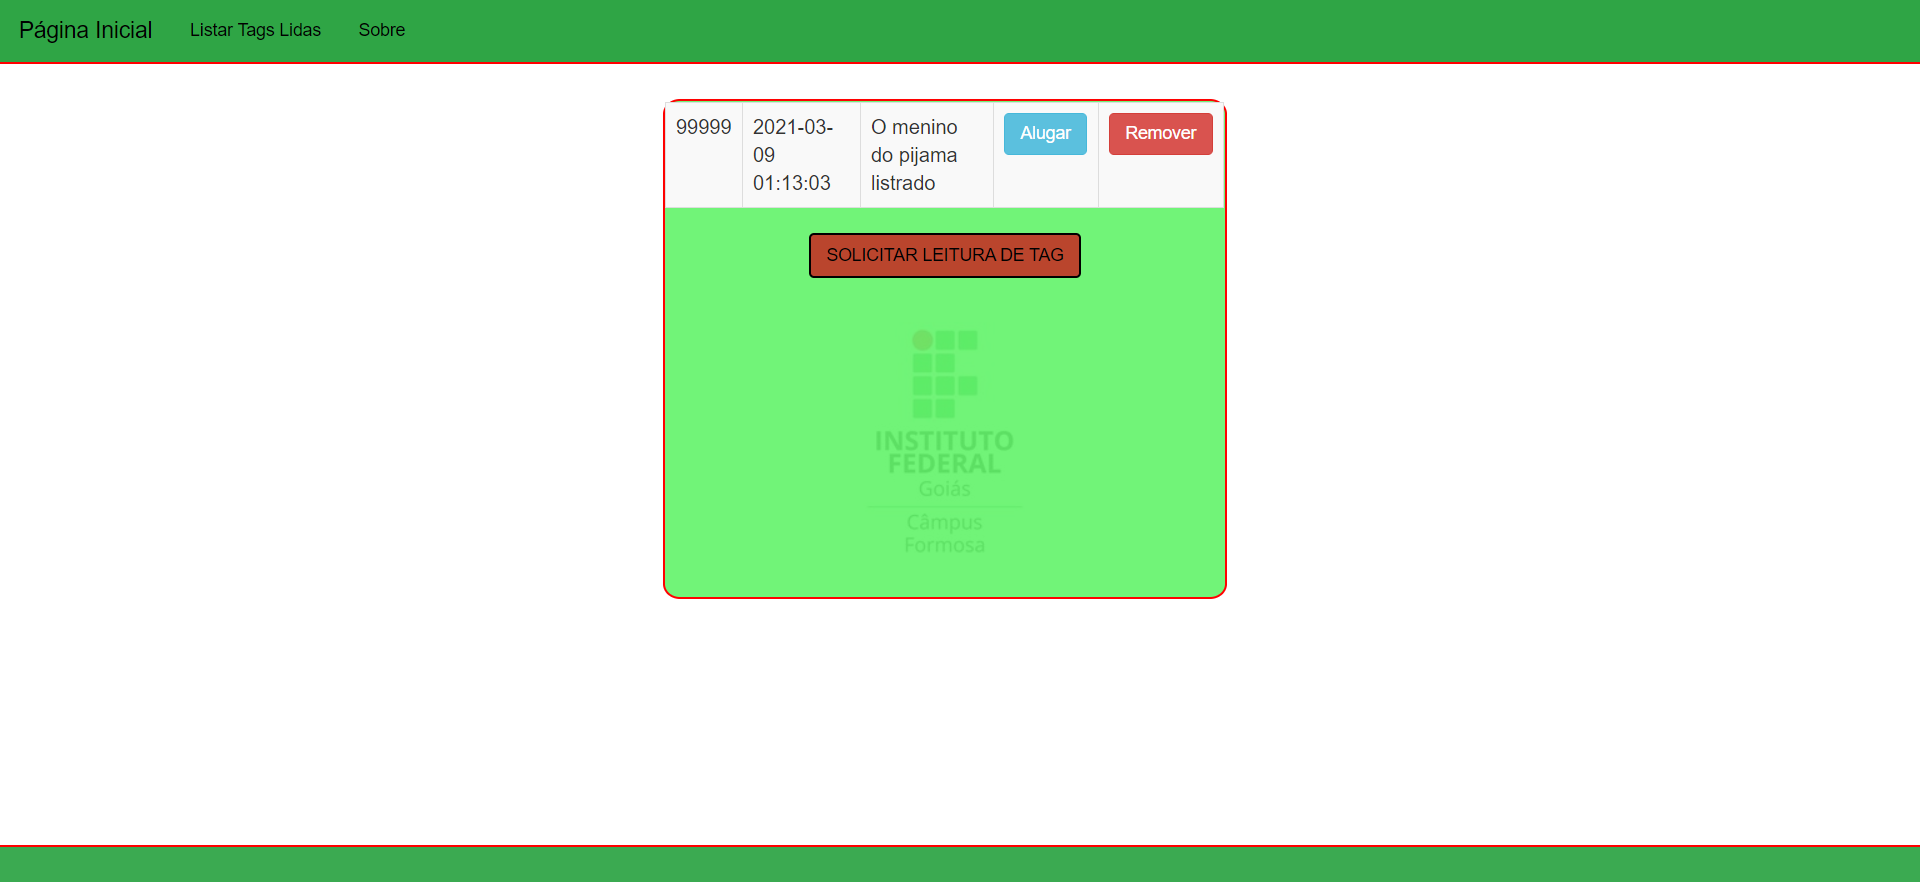 Página Inicial Listar Tags Lidas Sobre
99999 2021-03-09 01:13:03 O menino do pijama listrado Alugar Remover
SOLICITAR LEITURA DE TAG
INSTITUTO
FEDERAL
Goiás
Câmpus
Formosa